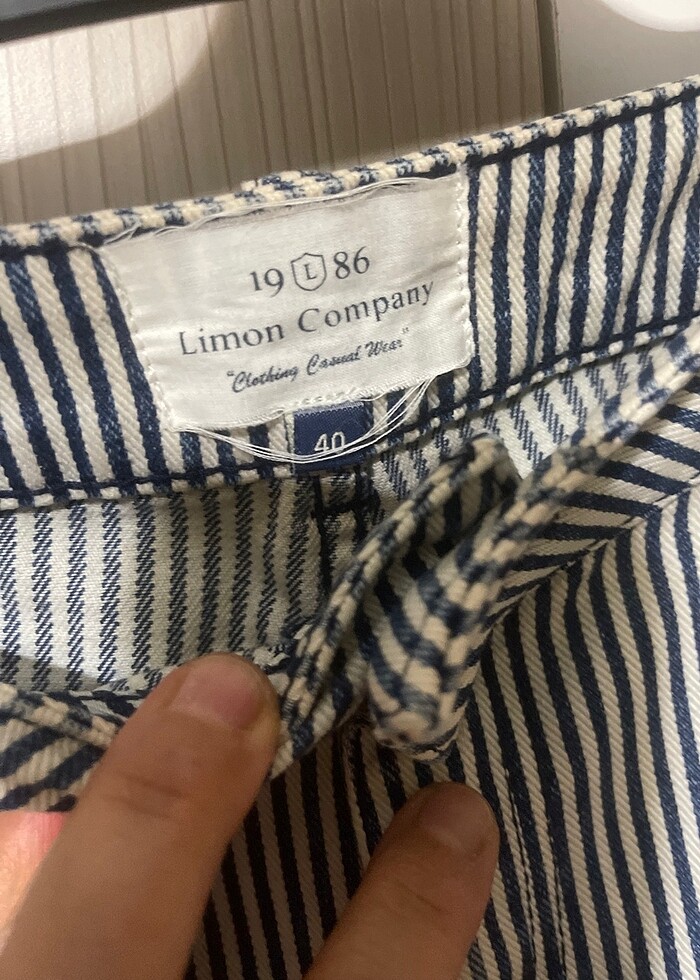 19 L 86
Limon Company
"Clothing Casual Wear"
40